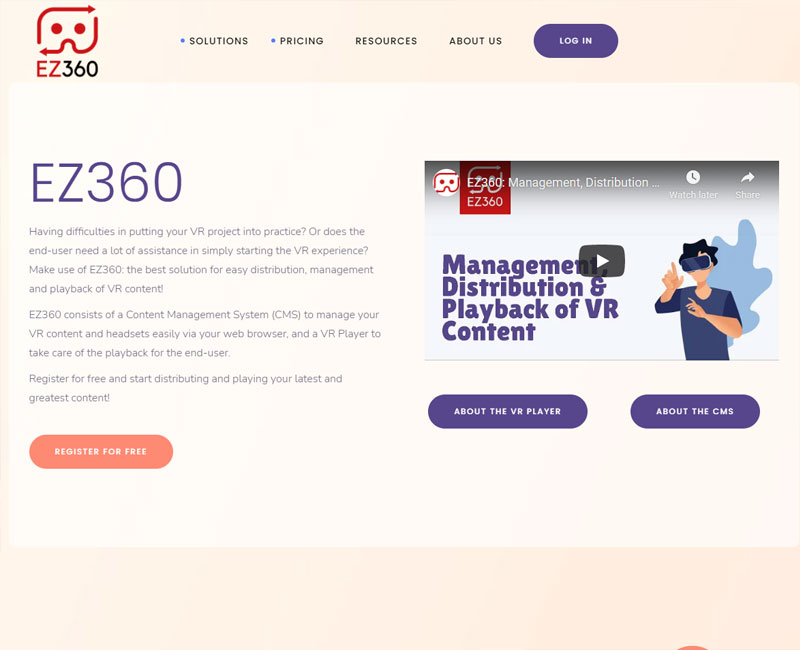 EZ360
SOLUTIONS
PRICING
RESOURCES
ABOUT US
LOG IN
EZ360
Having difficulties in putting your VR project into practice? Or does the
end-user need a lot of assistance in simply starting the VR experience?
Make use of EZ360: the best solution for easy distribution, management
and playback of VR content!
EZ360 consists of a Content Management System (CMS) to manage your
VR content and headsets easily via your web browser, and a VR Player to
take care of the playback for the end-user.
Register for free and start distributing and playing your latest and
greatest content!
REGISTER FOR FREE
EZ360: Management, Distribution ...
Watch later
Share
EZ360
Management,
Distribution &
Playback of VR
Content
ABOUT THE VR PLAYER
ABOUT THE CMS